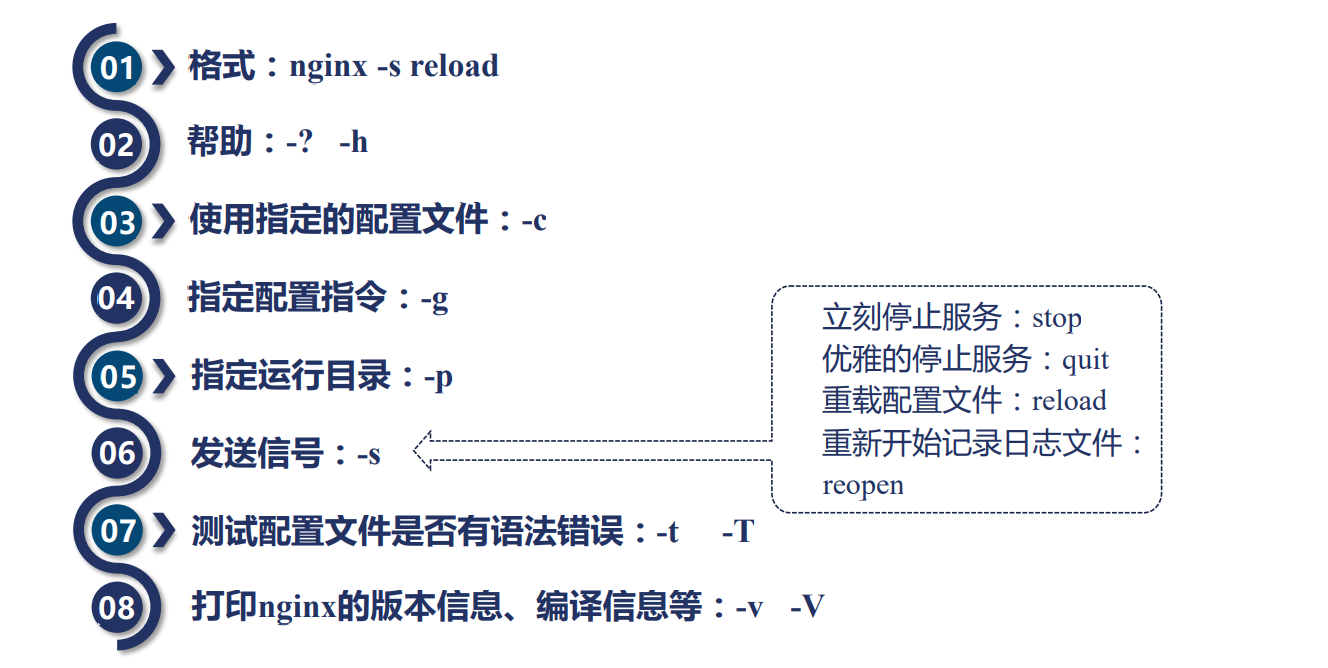 01 格式：nginx -s reload
02 帮助：-? -h
03 使用指定的配置文件：-c
04 指定配置指令：-g
05 指定运行目录：-p
06 发送信号：-s
立刻停止服务：stop
优雅的停止服务：quit
重载配置文件：reload
重新开始记录日志文件：
reopen
07 测试配置文件是否有语法错误：-t -T
08 打印nginx的版本信息、编译信息等：-v -V